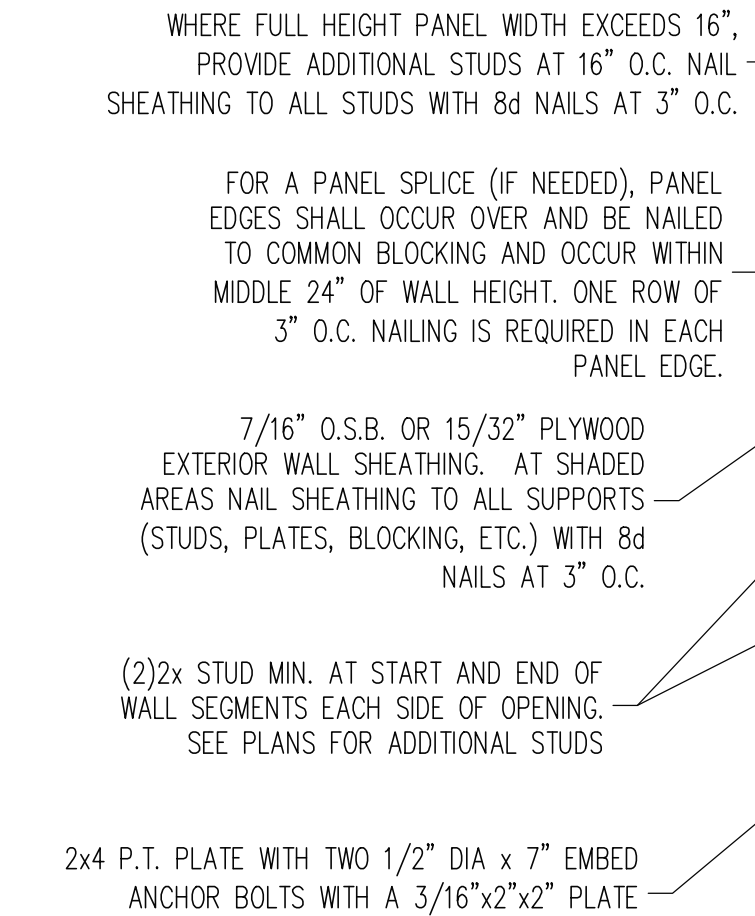 WHERE FULL HEIGHT PANEL WIDTH EXCEEDS 16",
PROVIDE ADDITIONAL STUDS AT 16" O.C. NAIL
SHEATHING TO ALL STUDS WITH 8d NAILS AT 3" O.C.
FOR A PANEL SPLICE (IF NEEDED), PANEL
EDGES SHALL OCCUR OVER AND BE NAILED
TO COMMON BLOCKING AND OCCUR WITHIN
MIDDLE 24" OF WALL HEIGHT. ONE ROW OF
3" O.C. NAILING IS REQUIRED IN EACH
PANEL EDGE.
7/16" O.S.B. OR 15/32" PLYWOOD
EXTERIOR WALL SHEATHING. AT SHADED
AREAS NAIL SHEATHING TO ALL SUPPORTS
(STUDS, PLATES, BLOCKING, ETC.) WITH 8d
NAILS AT 3" O.C.
(2)2x STUD MIN. AT START AND END OF
WALL SEGMENTS EACH SIDE OF OPENING.
SEE PLANS FOR ADDITIONAL STUDS
2x4 P.T. PLATE WITH TWO 1/2" DIA x 7" EMBED
ANCHOR BOLTS WITH A 3/16"x2"x2" PLATE